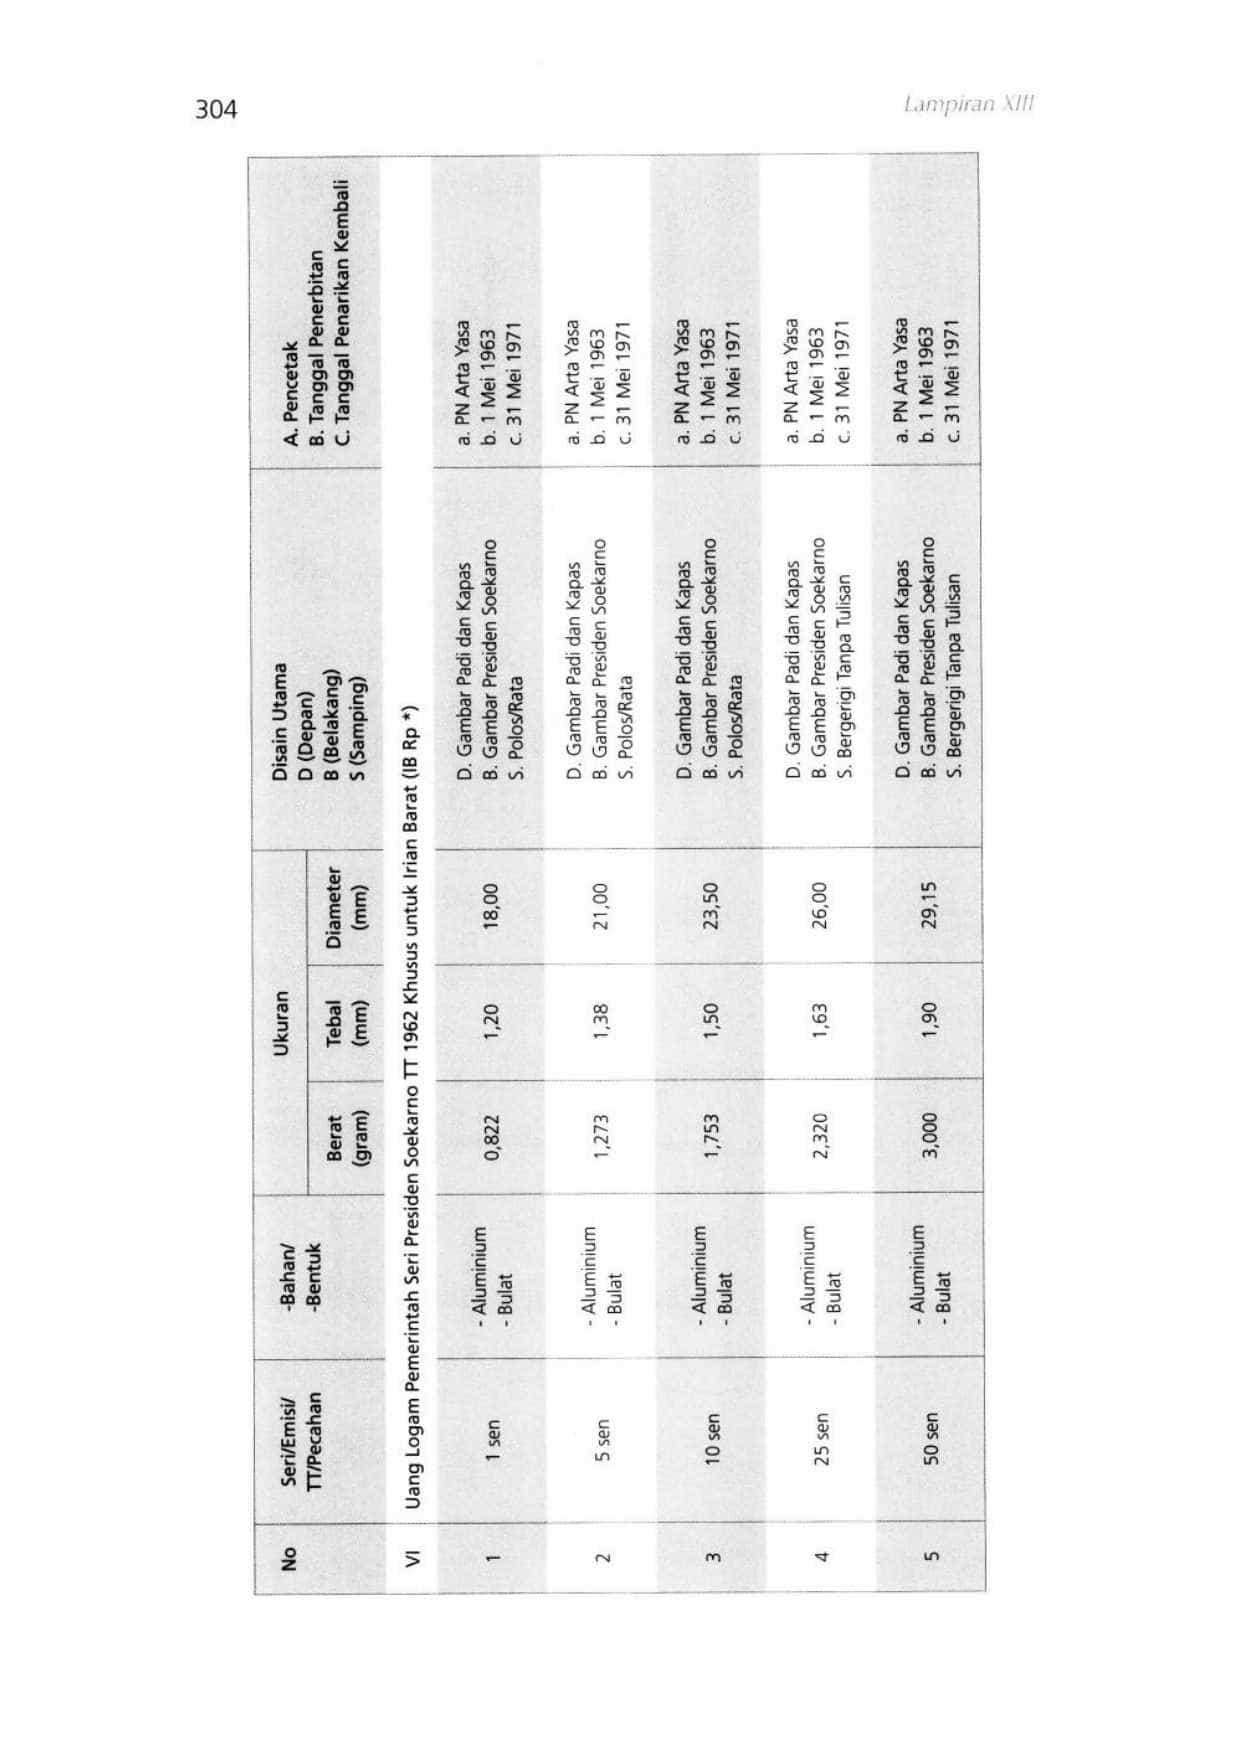 304
Lampiran XIII
No
Seri/Emisi/
TT/Pecahan
-Bahan/
-Bentuk
Ukuran
Berat
(gram)
Tebal
(mm)
Diameter
(mm)
Disain Utama
D (Depan)
B (Belakang)
S (Samping)
A. Pencetak
B. Tanggal Penerbitan
C. Tanggal Penarikan Kembali
VI
Uang Logam Pemerintah Seri Presiden Soekarno TT 1962 Khusus untuk Irian Barat (IB Rp *)
1
1 sen
- Aluminium
- Bulat
0,822
1,20
18,00
D. Gambar Padi dan Kapas
B. Gambar Presiden Soekarno
S. Polos/Rata
a. PN Arta Yasa
b. 1 Mei 1963
c. 31 Mei 1971
2
5 sen
- Aluminium
- Bulat
1,273
1,38
21,00
D. Gambar Padi dan Kapas
B. Gambar Presiden Soekarno
S. Polos/Rata
a. PN Arta Yasa
b. 1 Mei 1963
c. 31 Mei 1971
3
10 sen
- Aluminium
- Bulat
1,753
1,50
23,50
D. Gambar Padi dan Kapas
B. Gambar Presiden Soekarno
S. Polos/Rata
a. PN Arta Yasa
b. 1 Mei 1963
c. 31 Mei 1971
4
25 sen
- Aluminium
- Bulat
2,320
1,63
26,00
D. Gambar Padi dan Kapas
B. Gambar Presiden Soekarno
S. Bergerigi Tanpa Tulisan
a. PN Arta Yasa
b. 1 Mei 1963
c. 31 Mei 1971
5
50 sen
- Aluminium
- Bulat
3,000
1,90
29,15
D. Gambar Padi dan Kapas
B. Gambar Presiden Soekarno
S. Bergerigi Tanpa Tulisan
a. PN Arta Yasa
b. 1 Mei 1963
c. 31 Mei 1971